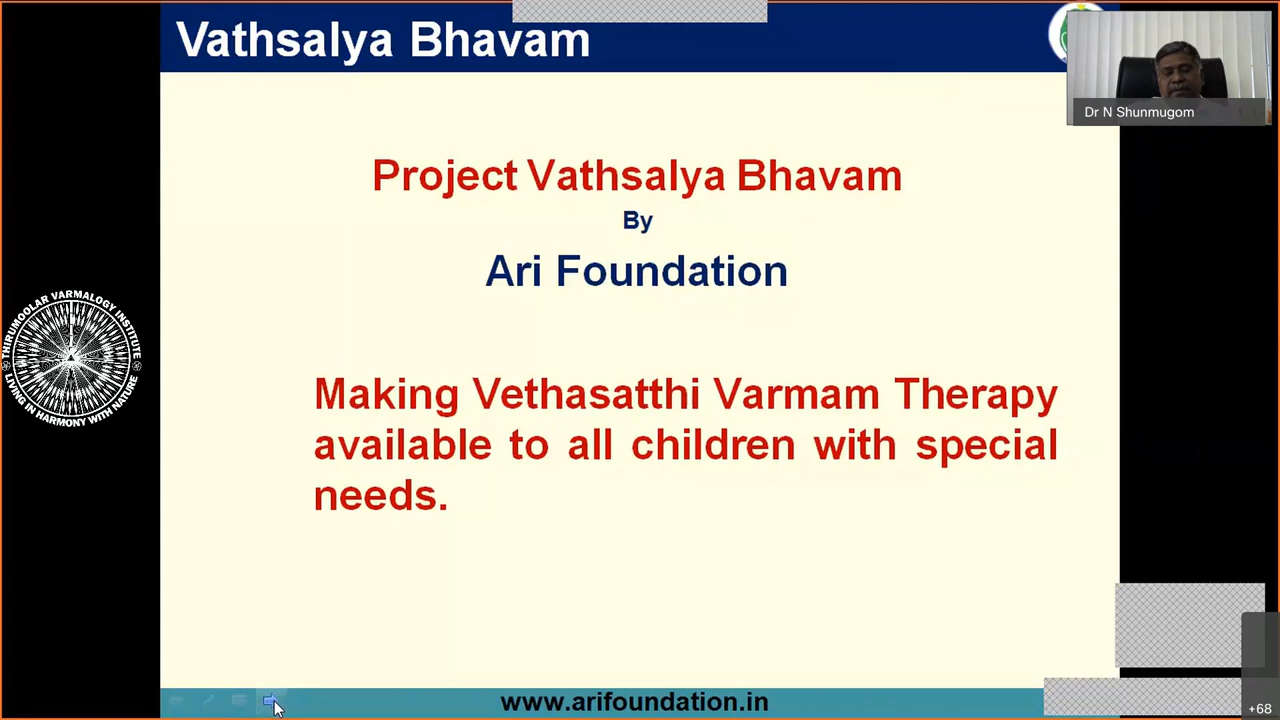 Vathsalya Bhavam
Dr N Shunmugom
Project Vathsalya Bhavam
By
Ari Foundation
THIRUMOOLAR VARMALOGY INSTITUTE
LIVING IN HARMONY WITH NATURE
Making Vethasatthi Varmam Therapy
available to all children with special
needs.
www.arifoundation.in
+68